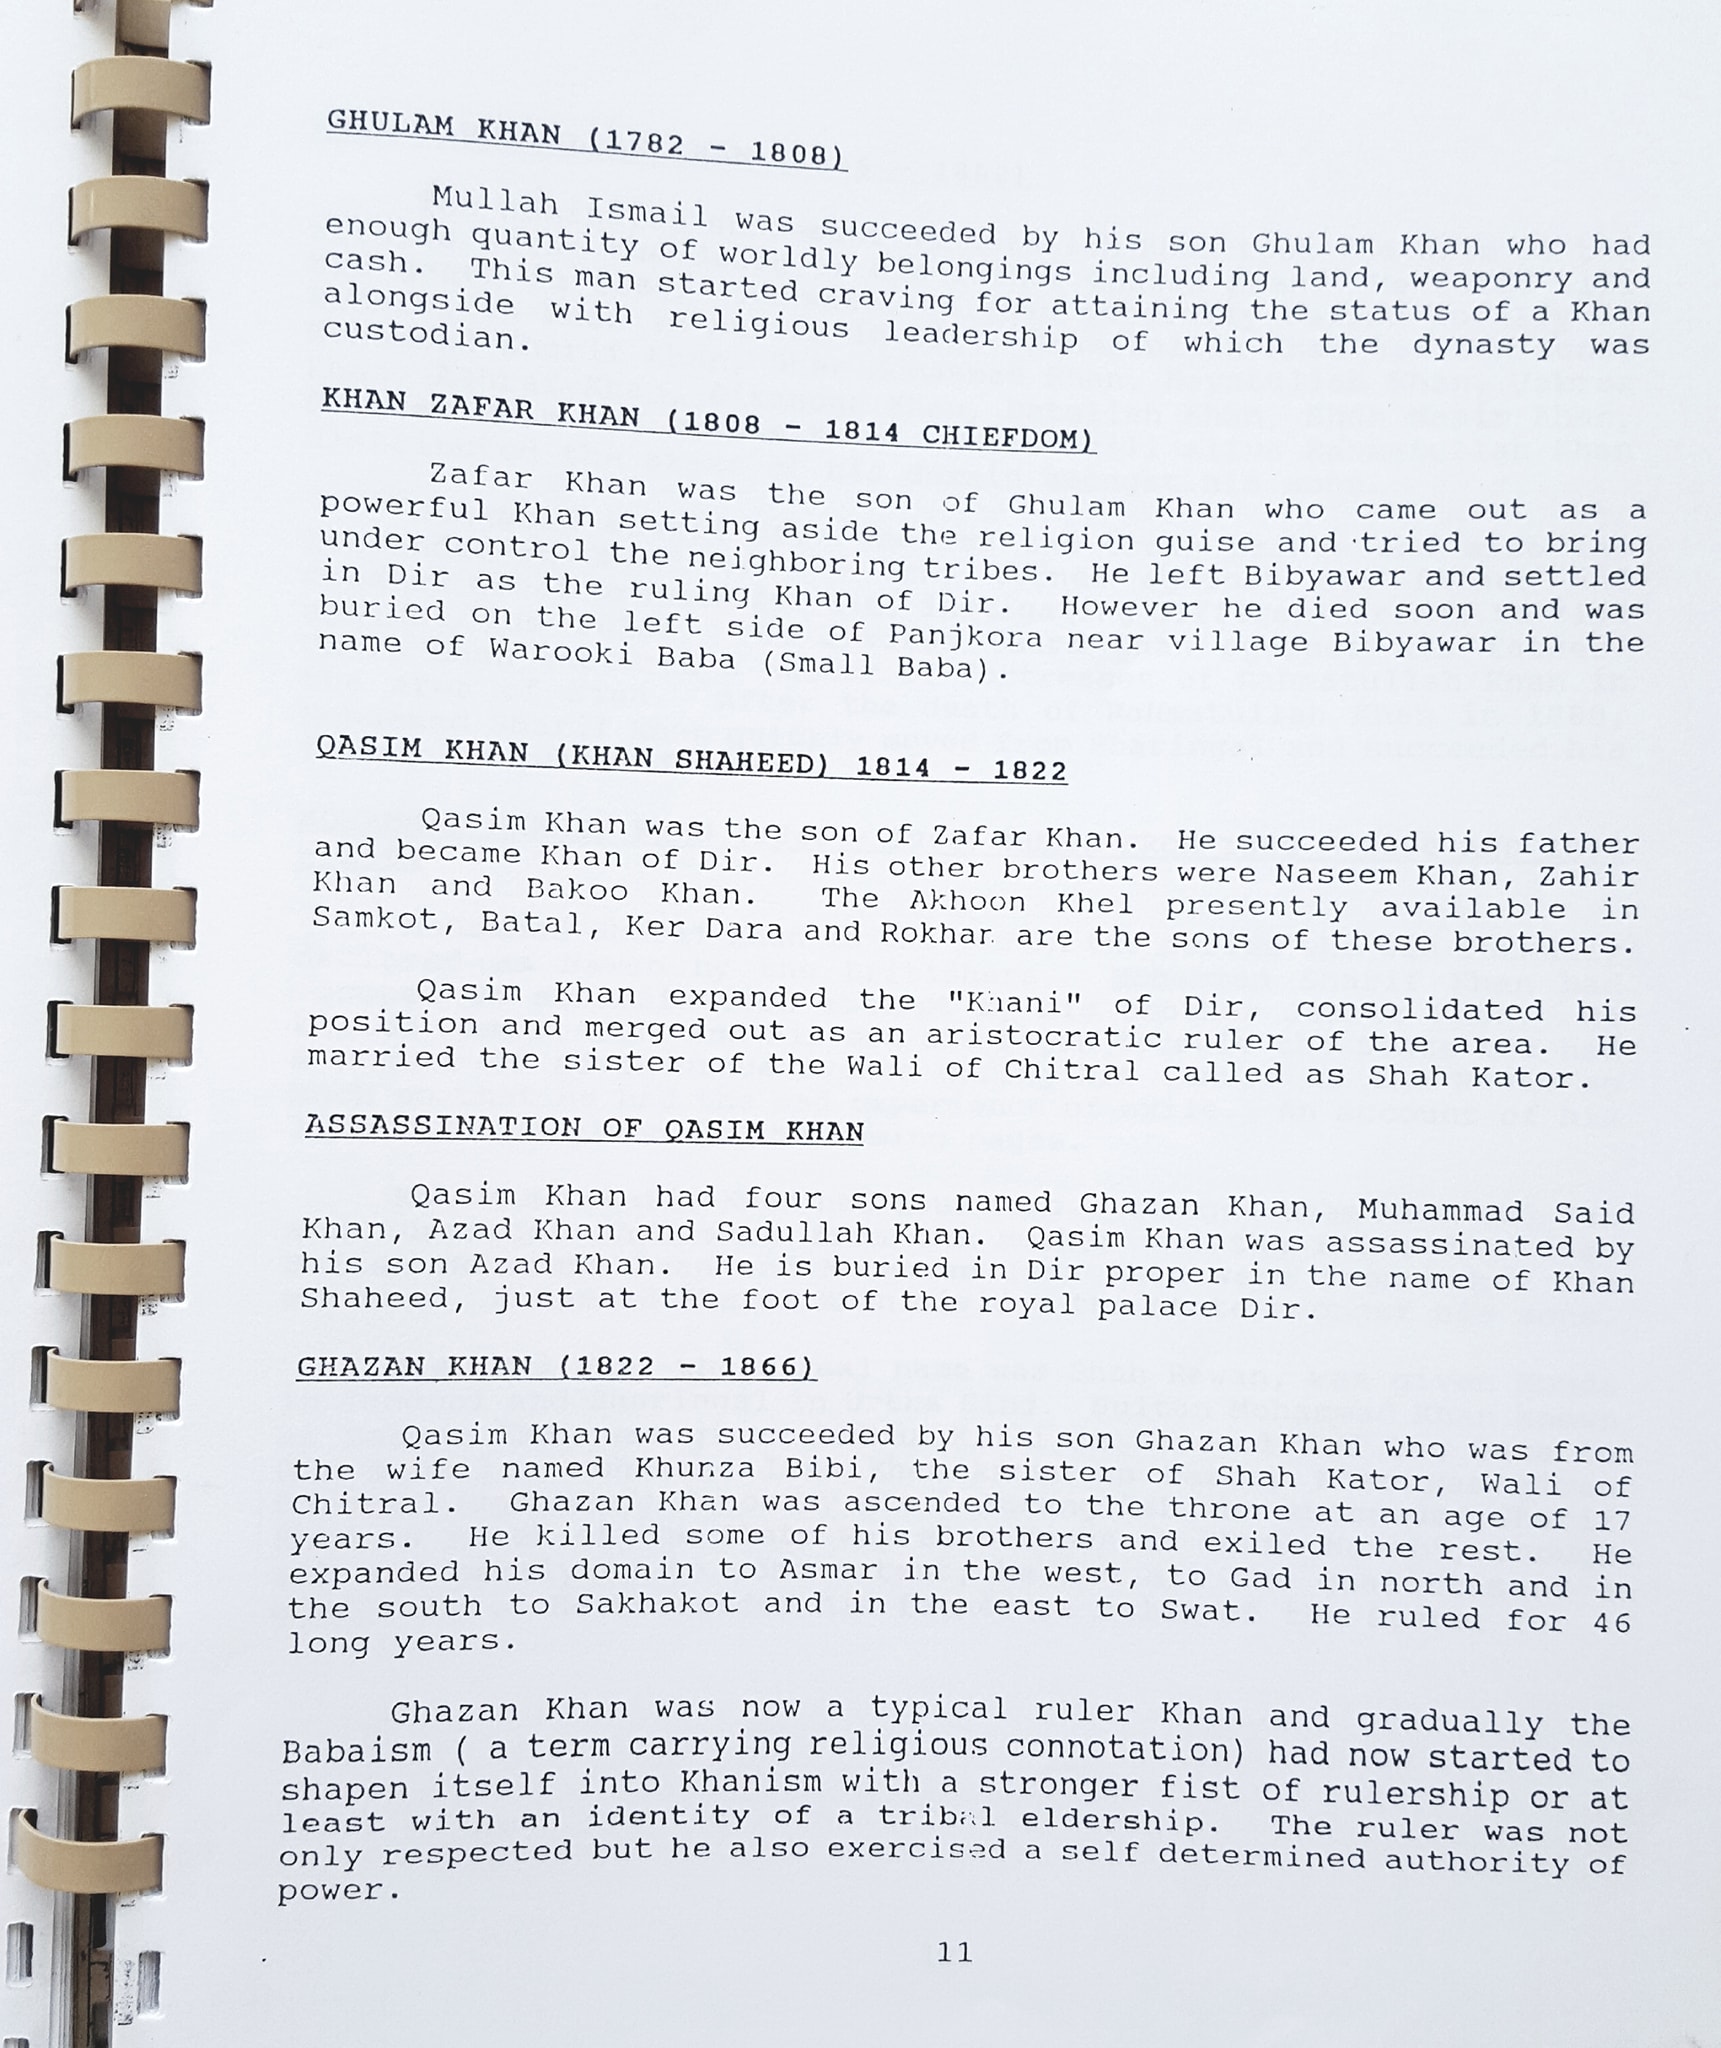 GHULAM KHAN (1782 - 1808)
Mullah Ismail was succeeded by his son Ghulam Khan who had
enough quantity of worldly belongings including land, weaponry and
cash. This man started craving for attaining the status of a Khan
alongside with religious leadership of which the dynasty was
custodian.
KHAN ZAFAR KHAN (1808 - 1814 CHIEFDOM)
Zafar Khan was the son of Ghulam Khan who came out as a
powerful Khan setting aside the religion guise and tried to bring
under control the neighboring tribes. He left Bibyawar and settled
in Dir as the ruling Khan of Dir. However he died soon and was
buried on the left side of Panjkora near village Bibyawar in the
name of Warooki Baba (Small Baba).
QASIM KHAN (KHAN SHAHEED) 1814 - 1822
Qasim Khan was the son of Zafar Khan. He succeeded his father
and became Khan of Dir. His other brothers were Naseem Khan, Zahir
Khan and Bakoo Khan. The Akhoon Khel presently available in
Samkot, Batal, Ker Dara and Rokhan are the sons of these brothers.
Qasim Khan expanded the "Khani" of Dir, consolidated his
position and merged out as an aristocratic ruler of the area. He
married the sister of the Wali of Chitral called as Shah Kator.
ASSASSINATION OF QASIM KHAN
Qasim Khan had four sons named Ghazan Khan, Muhammad Said
Khan, Azad Khan and Sadullah Khan. Qasim Khan was assassinated by
his son Azad Khan. He is buried in Dir proper in the name of Khan
Shaheed, just at the foot of the royal palace Dir.
GHAZAN KHAN (1822 - 1866)
Qasim Khan was succeeded by his son Ghazan Khan who was from
the wife named Khunza Bibi, the sister of Shah Kator, Wali of
Chitral. Ghazan Khan was ascended to the throne at an age of 17
years. He killed some of his brothers and exiled the rest. He
expanded his domain to Asmar in the west, to Gad in north and in
the south to Sakhakot and in the east to Swat. He ruled for 46
long years.
Ghazan Khan was now a typical ruler Khan and gradually the
Babaism ( a term carrying religious connotation) had now started to
shapen itself into Khanism with a stronger fist of rulership or at
least with an identity of a tribal eldership. The ruler was not
only respected but he also exercised a self determined authority of
power.
11